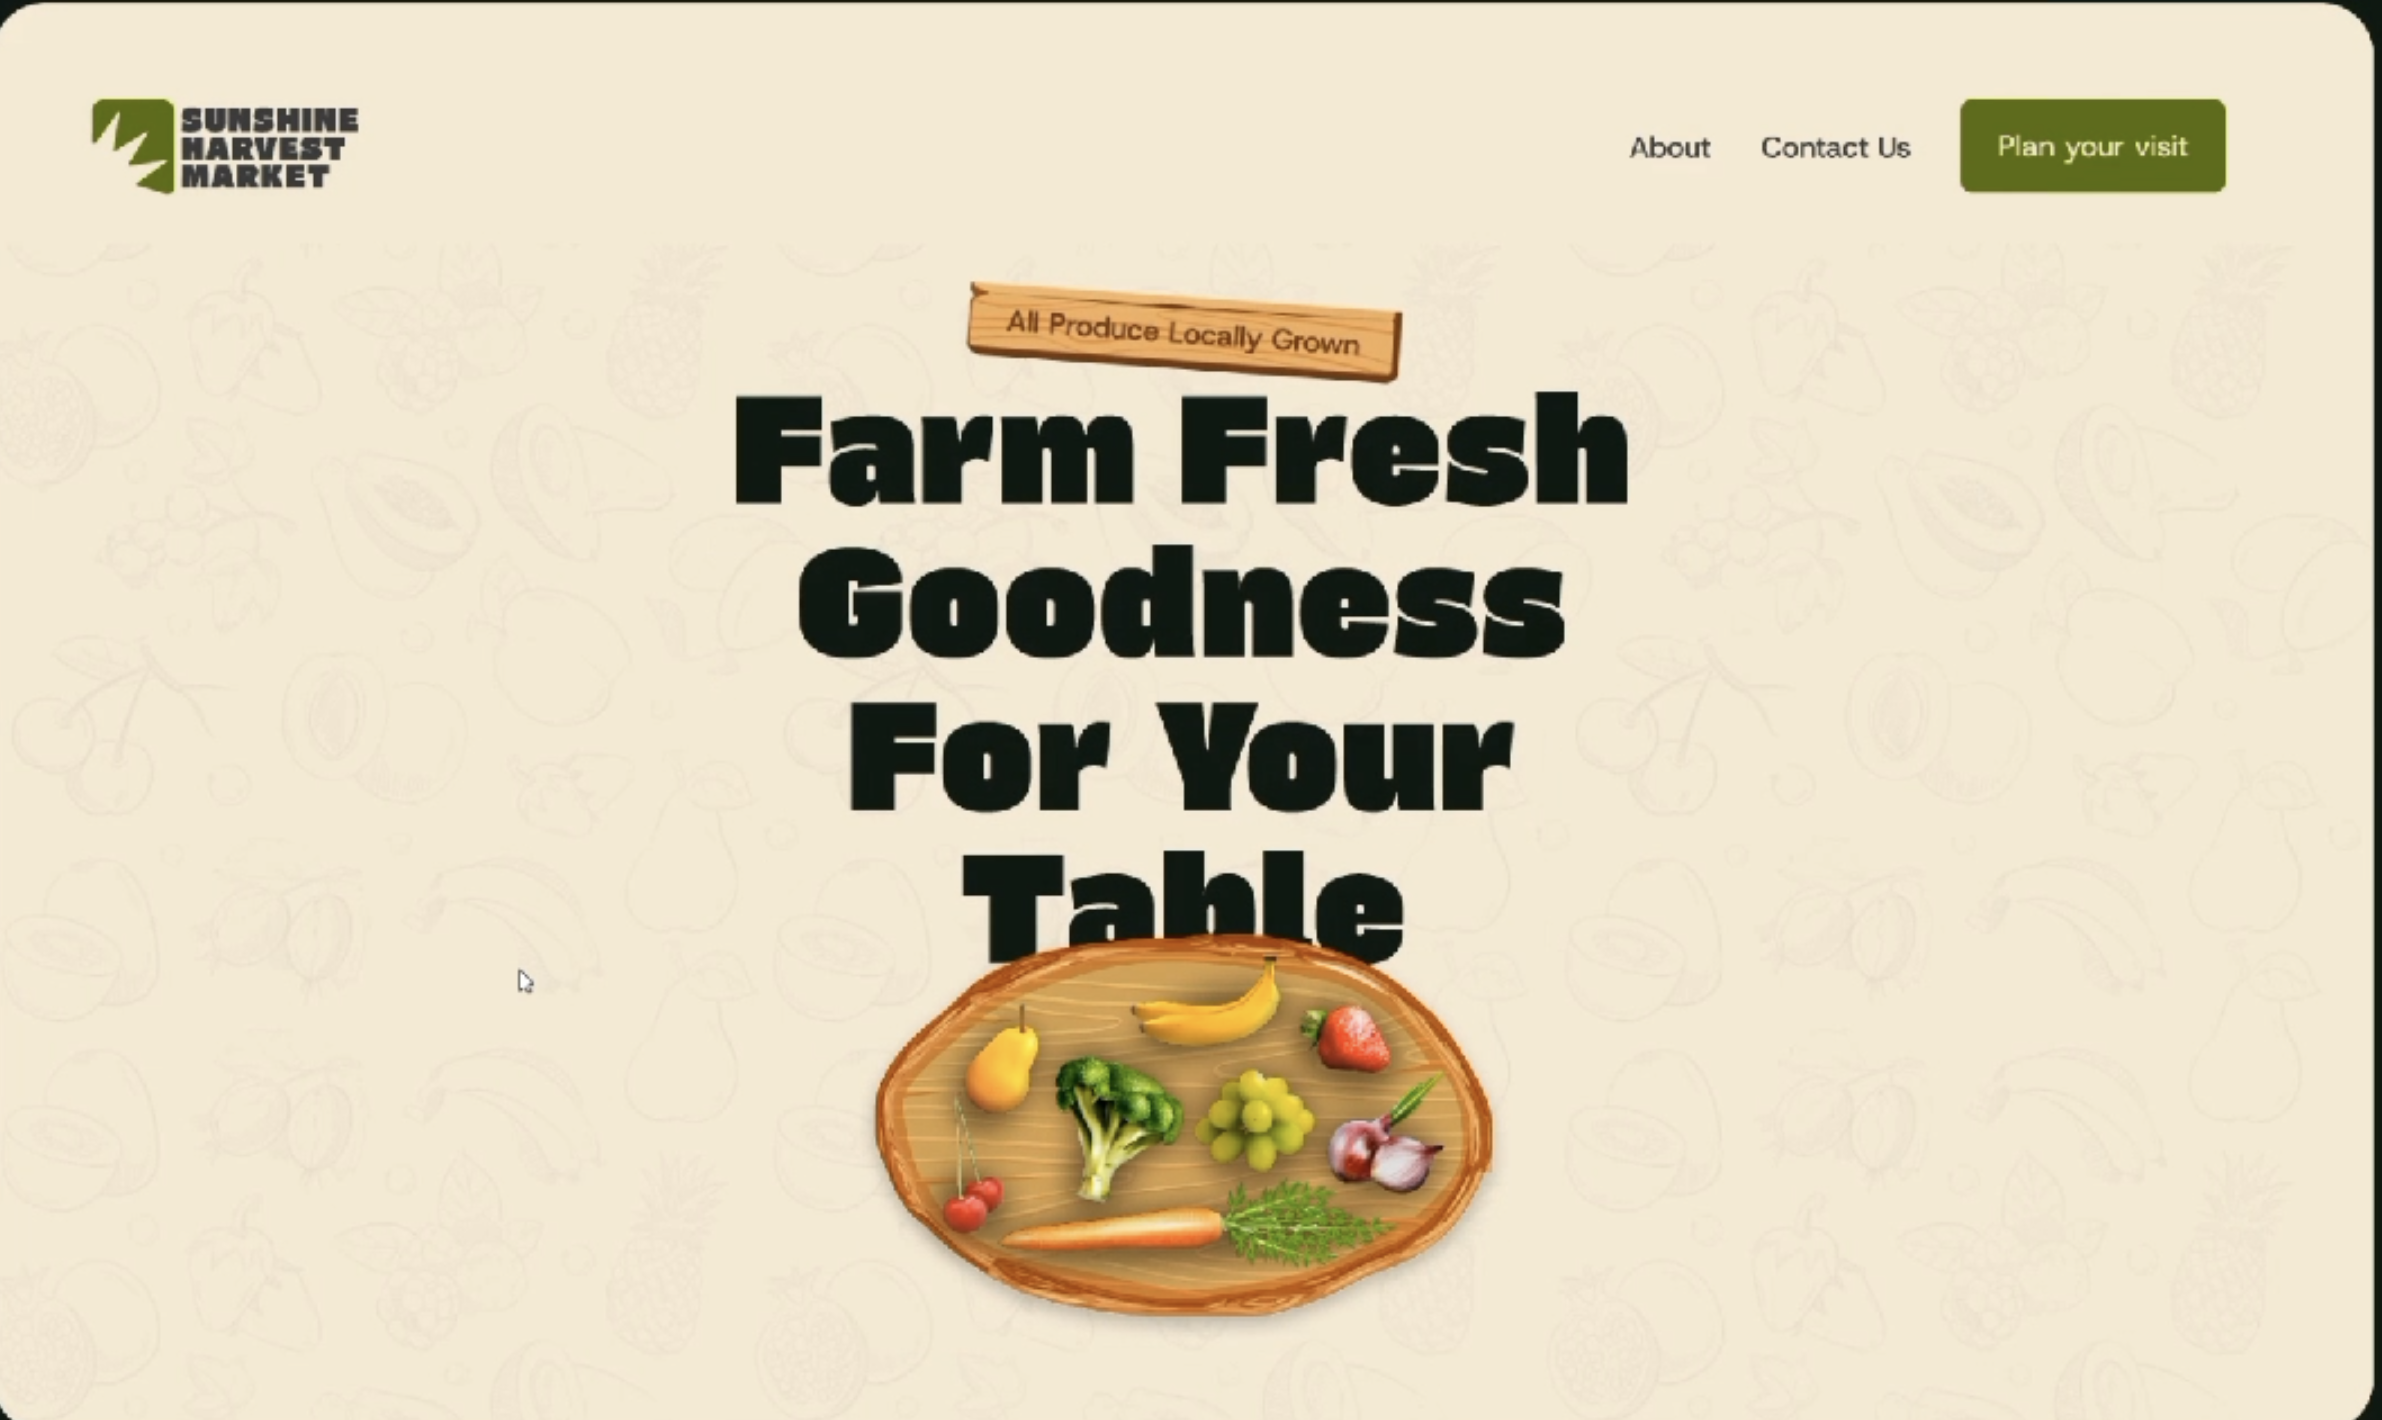 SUNSHINE
HARVEST
MARKET
About
Contact Us
Plan your visit
All Produce Locally Grown
Farm Fresh
Goodness
For Your
Table